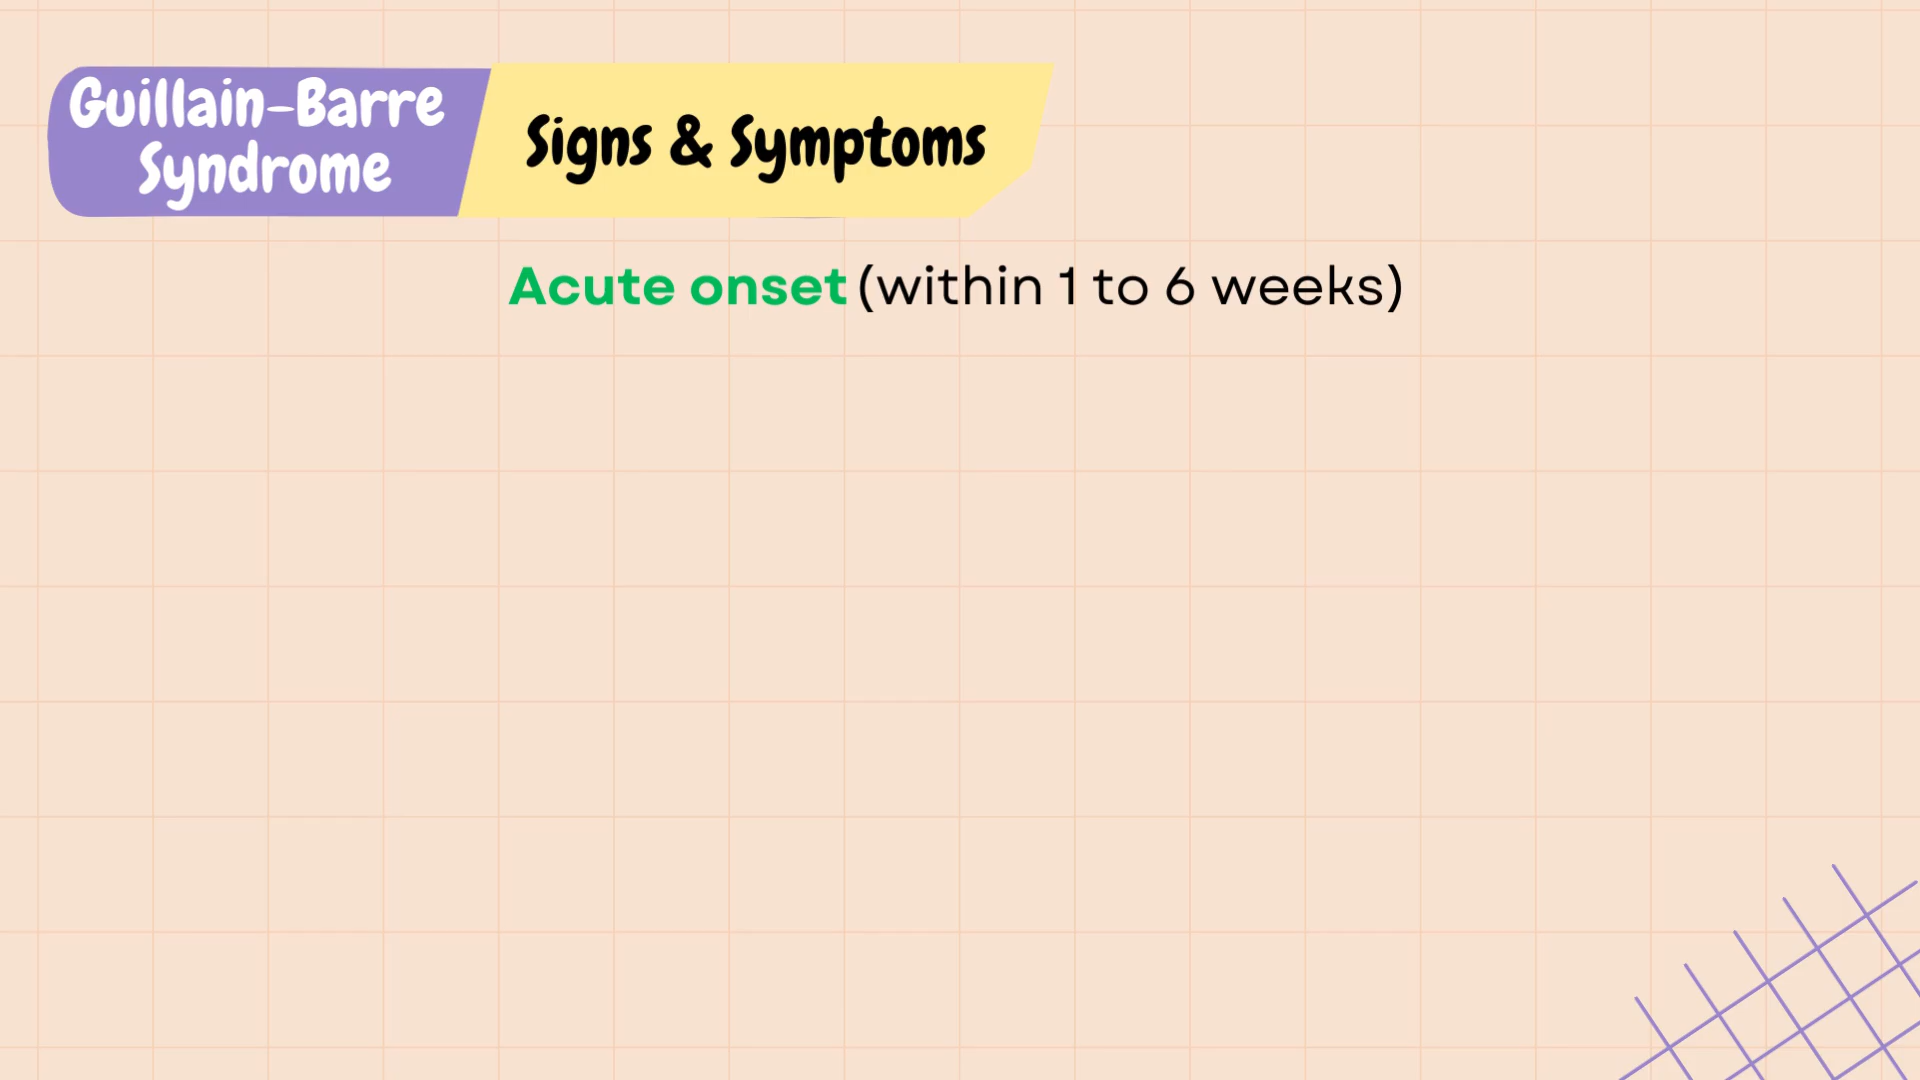 Guillain-Barre
Syndrome
Signs & Symptoms
Acute onset (within 1 to 6 weeks)